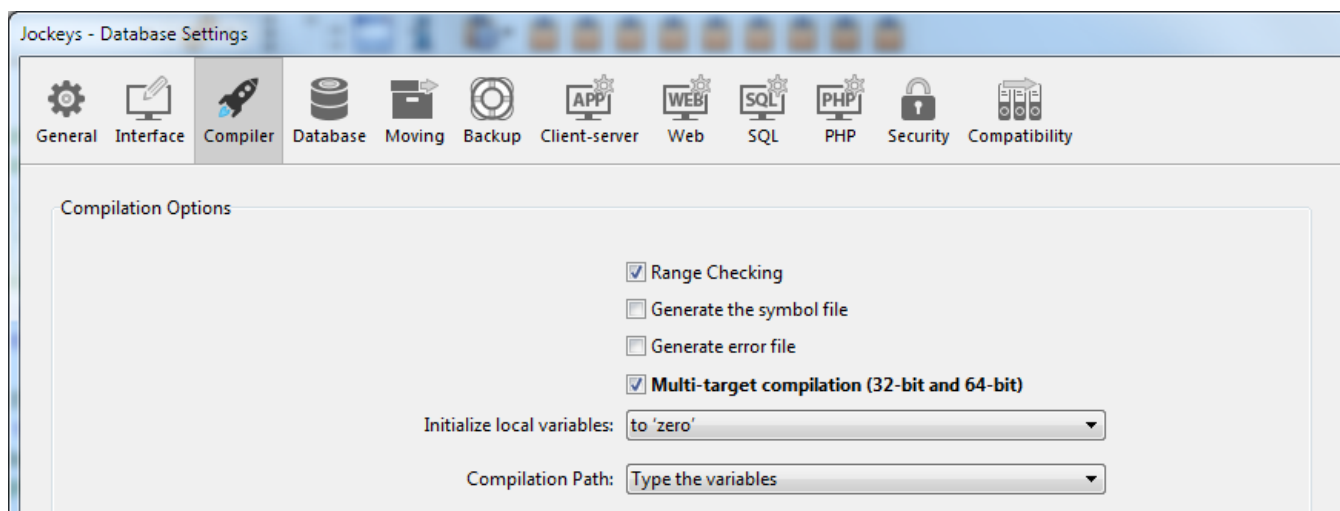 Jockeys - Database Settings
APP WEB SQL PHP
General Interface Compiler Database Moving Backup Client-server Web SQL PHP Security Compatibility
Compilation Options
Range Checking
Generate the symbol file
Generate error file
Multi-target compilation (32-bit and 64-bit)
Initialize local variables: to ‘zero’
Compilation Path: Type the variables